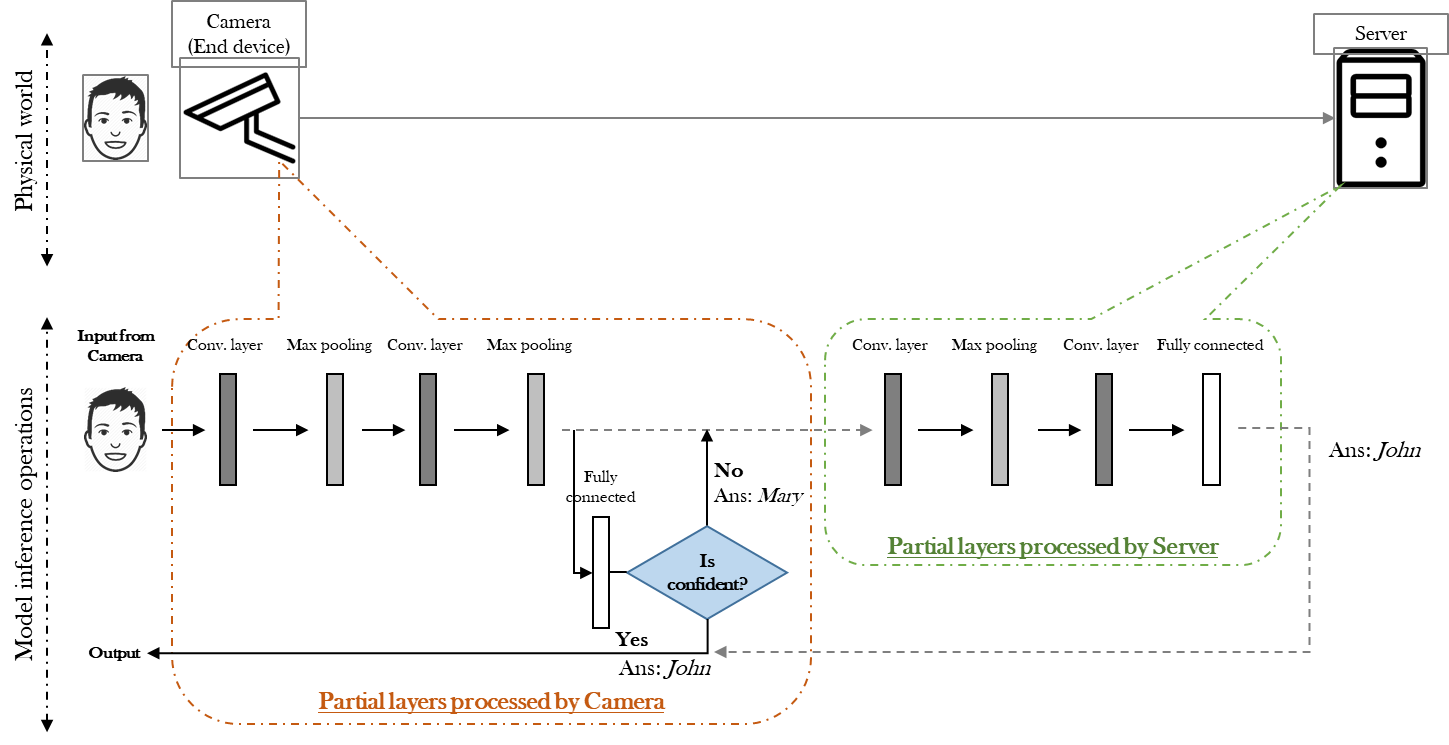 Camera
(End device)
Server
Physical world
Input from
Camera
Conv. layer
Max pooling
Conv. layer
Max pooling
Conv. layer
Max pooling
Conv. layer
Fully connected
Model inference operations
Fully
connected
No
Ans: Mary
Ans: John
Is
confident?
Partial layers processed by Server
Yes
Output
Ans: John
Partial layers processed by Camera